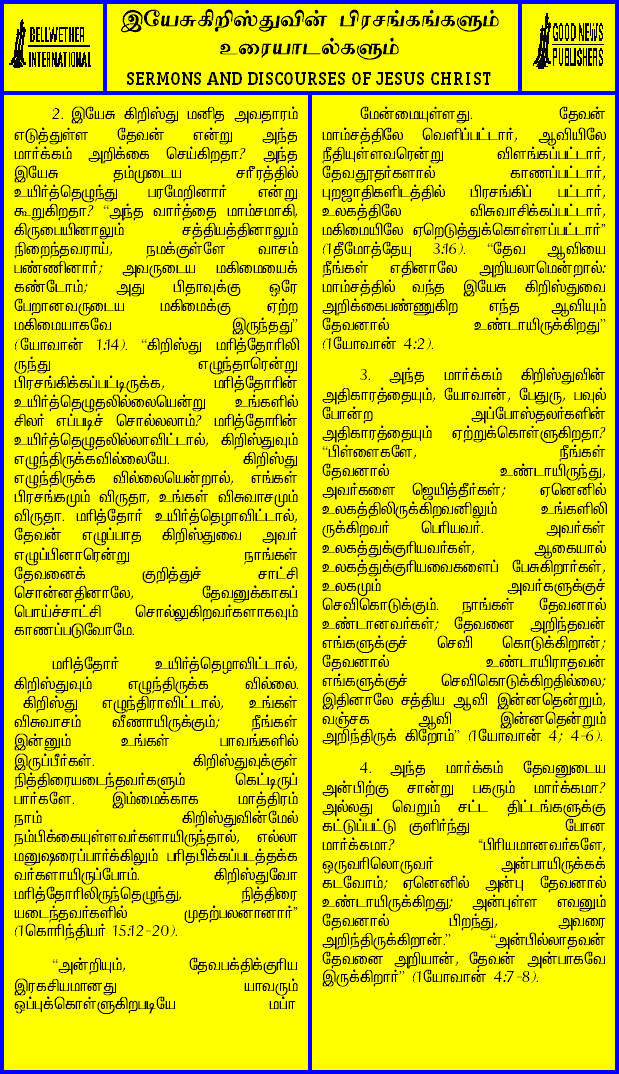 BELLWETHER
INTERNATIONAL
இயேசுகிறிஸ்துவின் பிரசங்கங்களும்
உரையாடல்களும்
SERMONS AND DISCOURSES OF JESUS CHRIST
GOOD NEWS
PUBLISHERS
2. இயேசு கிறிஸ்து மனித அவதாரம்
எடுத்துள்ள தேவன் என்று அந்த
மார்க்கம் அறிக்கை செய்கிறதா? அந்த
இயேசு தம்முடைய சரீரத்தில்
உயிர்த்தெழுந்து பரமேறினார் என்று
கூறுகிறதா? “அந்த வார்த்தை மாம்சமாகி,
கிருபையினாலும் சத்தியத்தினாலும்
நிறைந்தவராய், நமக்குள்ளே வாசம்
பண்ணினார்; அவருடைய மகிமையைக்
கண்டோம்; அது பிதாவுக்கு ஒரே
பேறானவருடைய மகிமைக்கு ஏற்ற
மகிமையாகவே இருந்தது”
(யோவான் 1:14). “கிறிஸ்து மரித்தோரிலி
ருந்து எழுந்தாரென்று
பிரசங்கிக்கப்பட்டிருக்க, மரித்தோரின்
உயிர்த்தெழுதலில்லையென்று உங்களில்
சிலர் எப்படிச் சொல்லலாம்? மரித்தோரின்
உயிர்த்தெழுதலில்லாவிட்டால், கிறிஸ்துவும்
எழுந்திருக்கவில்லையே. கிறிஸ்து
எழுந்திருக்க வில்லையென்றால், எங்கள்
பிரசங்கமும் விருதா, உங்கள் விசுவாசமும்
விருதா. மரித்தோர் உயிர்த்தெழாவிட்டால்,
தேவன் எழுப்பாத கிறிஸ்துவை அவர்
எழுப்பினாரென்று நாங்கள்
தேவனைக் குறித்துச் சாட்சி
சொன்னதினாலே, தேவனுக்காகப்
பொய்ச்சாட்சி சொல்லுகிறவர்களாகவும்
காணப்படுவோமே.
மரித்தோர் உயிர்த்தெழாவிட்டால்,
கிறிஸ்துவும் எழுந்திருக்க வில்லை.
கிறிஸ்து எழுந்திராவிட்டால், உங்கள்
விசுவாசம் வீணாயிருக்கும்; நீங்கள்
இன்னும் உங்கள் பாவங்களில்
இருப்பீர்கள். கிறிஸ்துவுக்குள்
நித்திரையடைந்தவர்களும் கெட்டிருப்
பார்களே. இம்மைக்காக மாத்திரம்
நாம் கிறிஸ்துவின்மேல்
நம்பிக்கையுள்ளவர்களாயிருந்தால், எல்லா
மனுஷரைப்பார்க்கிலும் பரிதபிக்கப்படத்தக்க
வர்களாயிருப்போம். கிறிஸ்துவோ
மரித்தோரிலிருந்தெழுந்து, நித்திரை
யடைந்தவர்களில் முதற்பலனானார்”
(1கொரிந்தியர் 15:12-20).
“அன்றியும், தேவபக்திக்குரிய
இரகசியமானது யாவரும்
ஒப்புக்கொள்ளுகிறபடியே மபா
மேன்மையுள்ளது. தேவன்
மாம்சத்திலே வெளிப்பட்டார், ஆவியிலே
நீதியுள்ளவரென்று விளங்கப்பட்டார்,
தேவதூதர்களால் காணப்பட்டார்,
புறஜாதிகளிடத்தில் பிரசங்கிப் பட்டார்,
உலகத்திலே விசுவாசிக்கப்பட்டார்,
மகிமையிலே ஏறெடுத்துக்கொள்ளப்பட்டார்”
(1தீமோத்தேயு 3:16). “தேவ ஆவியை
நீங்கள் எதினாலே அறியலாமென்றால்:
மாம்சத்தில் வந்த இயேசு கிறிஸ்துவை
அறிக்கைபண்ணுகிற எந்த ஆவியும்
தேவனால் உண்டாயிருக்கிறது”
(1யோவான் 4:2).
3. அந்த மார்க்கம் கிறிஸ்துவின்
அதிகாரத்தையும், யோவான், பேதுரு, பவுல்
போன்ற அப்போஸ்தலர்களின்
அதிகாரத்தையும் ஏற்றுக்கொள்ளுகிறதா?
“பிள்ளைகளே, நீங்கள்
தேவனால் உண்டாயிருந்து,
அவர்களை ஜெயித்தீர்கள்; ஏனெனில்
உலகத்திலிருக்கிறவனிலும் உங்களிலி
ருக்கிறவர் பெரியவர். அவர்கள்
உலகத்துக்குரியவர்கள், ஆகையால்
உலகத்துக்குரியவைகளைப் பேசுகிறார்கள்,
உலகமும் அவர்களுக்குச்
செவிகொடுக்கும். நாங்கள் தேவனால்
உண்டானவர்கள்; தேவனை அறிந்தவன்
எங்களுக்குச் செவி கொடுக்கிறான்;
தேவனால் உண்டாயிராதவன்
எங்களுக்குச் செவிகொடுக்கிறதில்லை;
இதினாலே சத்திய ஆவி இன்னதென்றும்,
வஞ்சக ஆவி இன்னதென்றும்
அறிந்திருக் கிறோம்” (1யோவான் 4; 4-6).
4. அந்த மார்க்கம் தேவனுடைய
அன்பிற்கு சான்று பகரும் மார்க்கமா?
அல்லது வெறும் சட்ட திட்டங்களுக்கு
கட்டுப்பட்டு குளிர்ந்து போன
மார்க்கமா? “பிரியமானவர்களே,
ஒருவரிலொருவர் அன்பாயிருக்கக்
கடவோம்; ஏனெனில் அன்பு தேவனால்
உண்டாயிருக்கிறது; அன்புள்ள எவனும்
தேவனால் பிறந்து, அவரை
அறிந்திருக்கிறான்.” “அன்பில்லாதவன்
தேவனை அறியான், தேவன் அன்பாகவே
இருக்கிறார்” (1யோவான் 4:7-8).